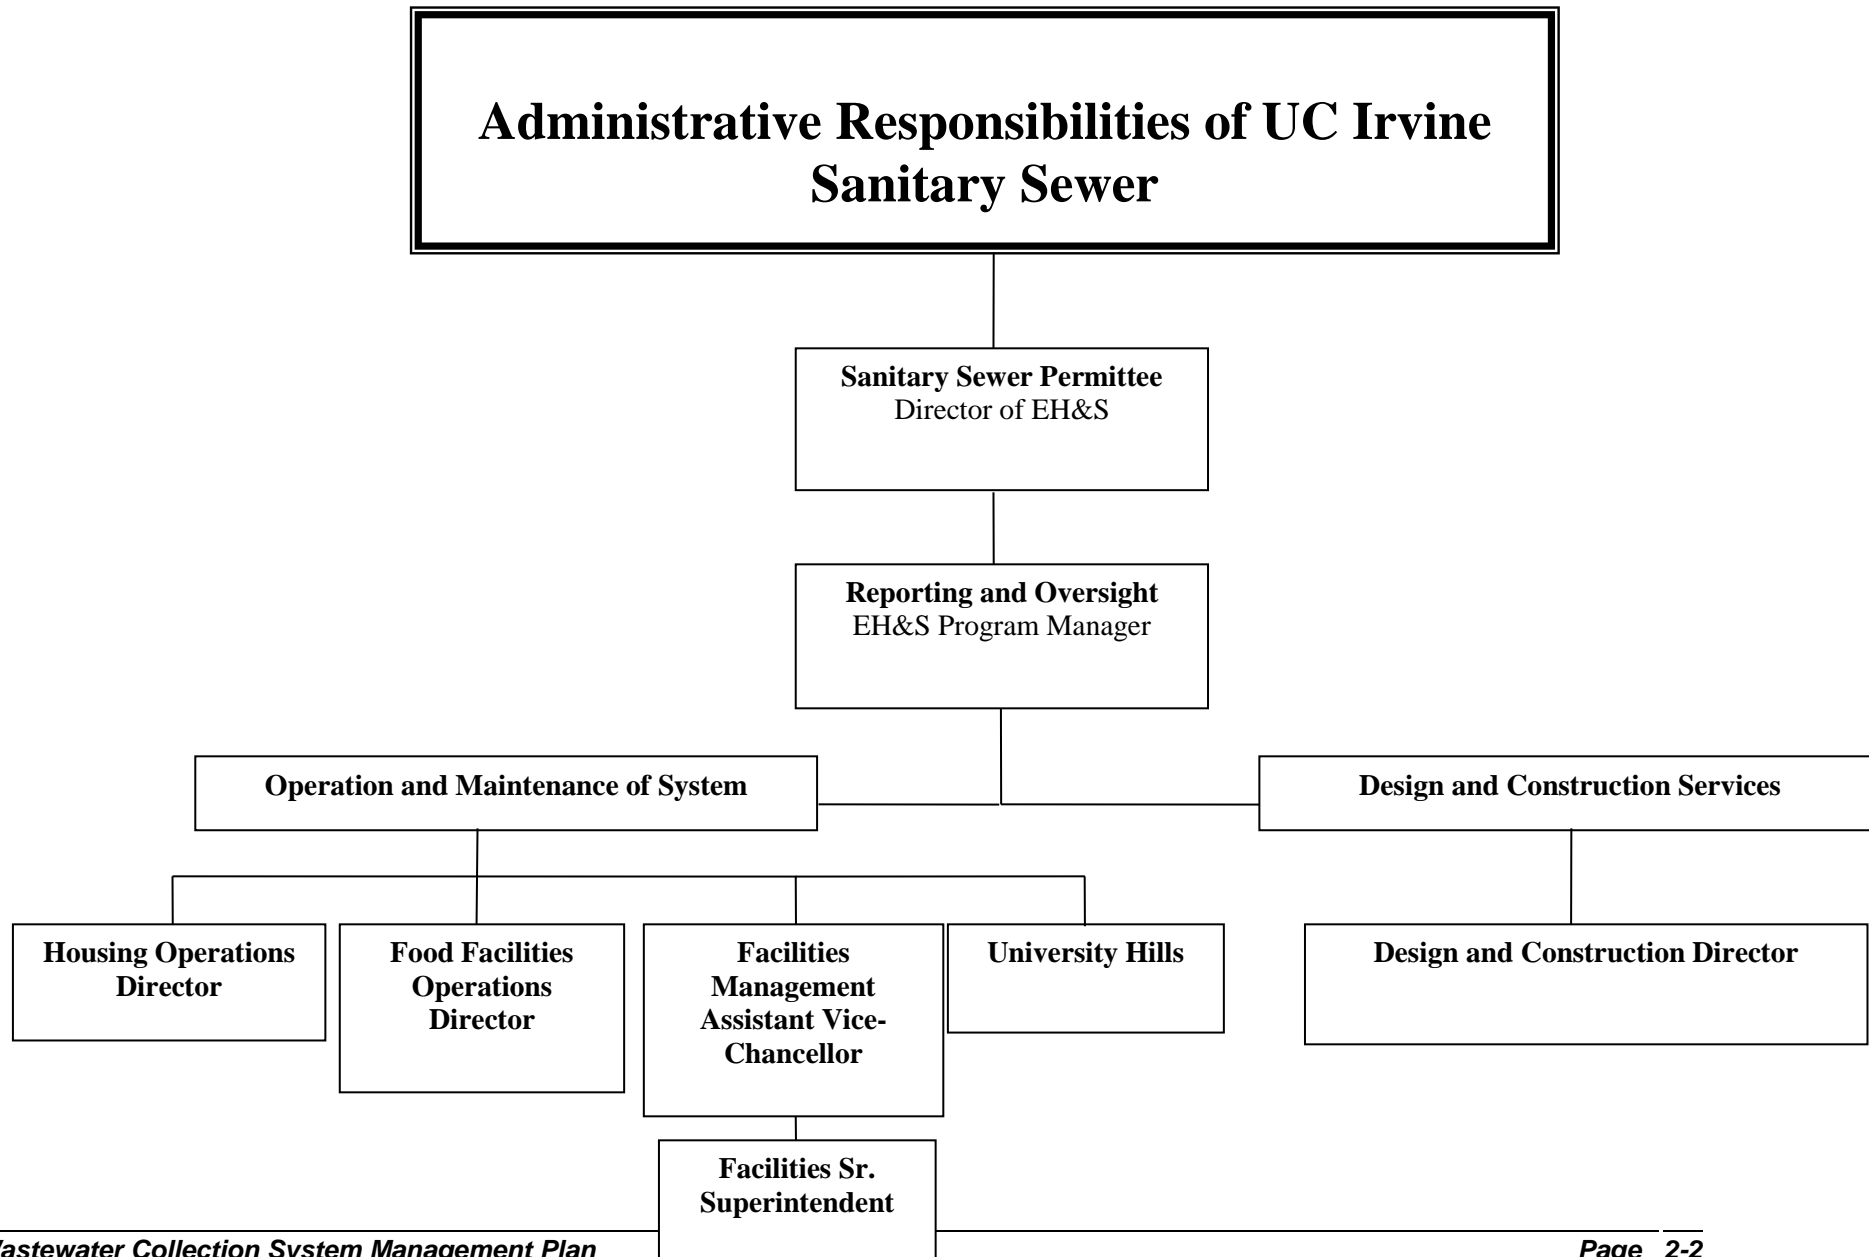 Administrative Responsibilities of UC Irvine
Sanitary Sewer
Sanitary Sewer Permittee
Director of EH&S
Reporting and Oversight
EH&S Program Manager
Operation and Maintenance of System
Design and Construction Services
Housing Operations
Director
Food Facilities
Operations
Director
Facilities
Management
Assistant Vice-
Chancellor
University Hills
Design and Construction Director
Facilities Sr.
Superintendent
Collection System Management Plan
Page 2-2